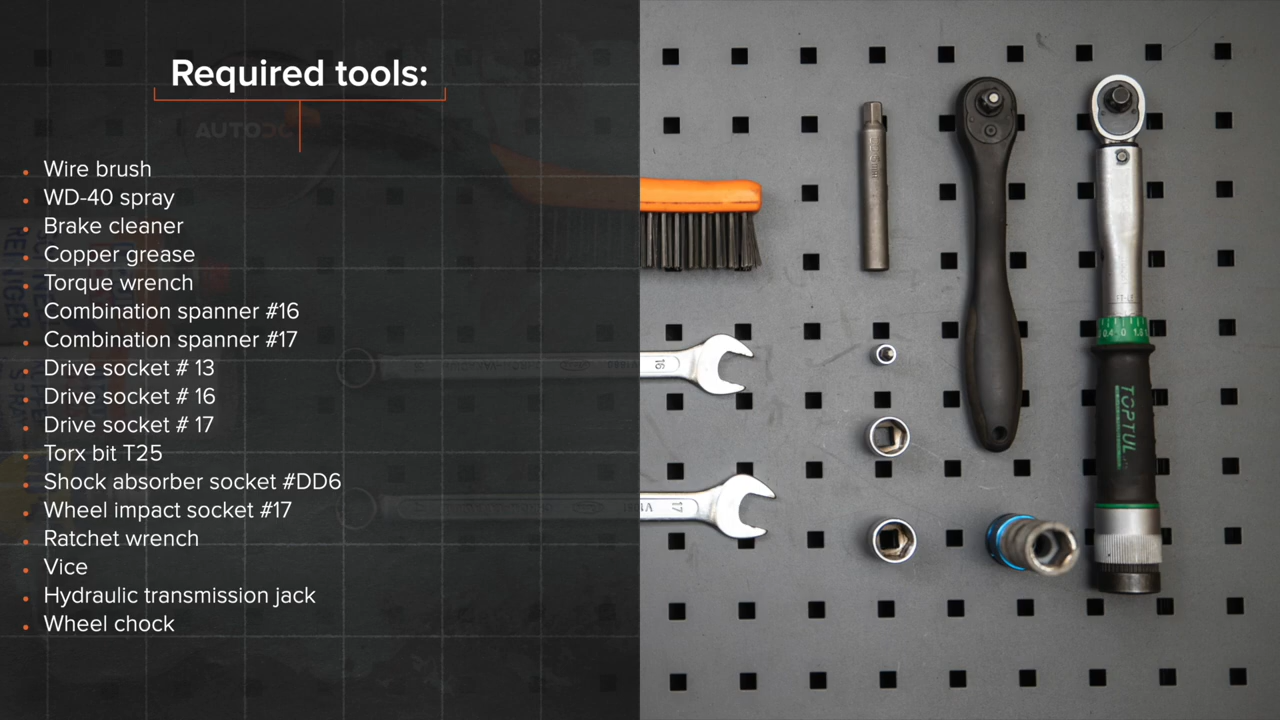 Required tools:
AUTODOC
Wire brush
WD-40 spray
Brake cleaner
Copper grease
Torque wrench
Combination spanner #16
Combination spanner #17
Drive socket # 13
Drive socket # 16
Drive socket # 17
Torx bit T25
Shock absorber socket #DD6
Wheel impact socket #17
Ratchet wrench
Vice
Hydraulic transmission jack
Wheel chock
16
17
TOPTUL